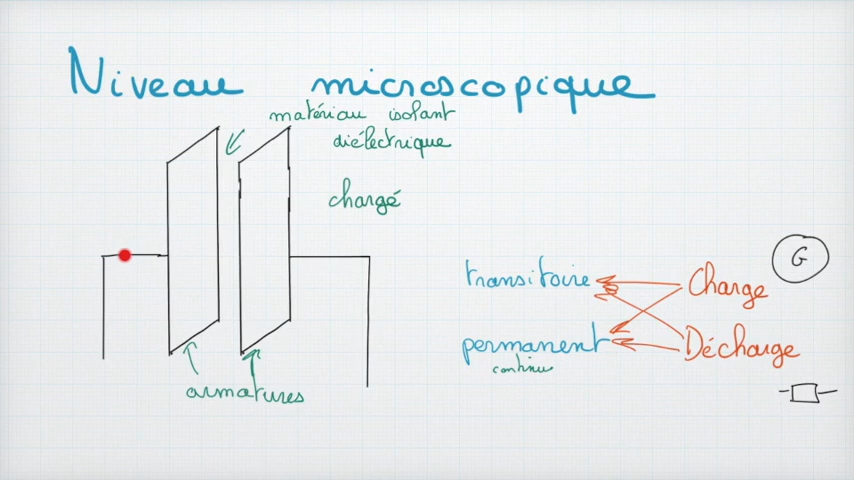 Niveau microscopique
matériau isolant
diélectrique
chargé
G
transitoire
Charge
permanent
Décharge
continu
armatures